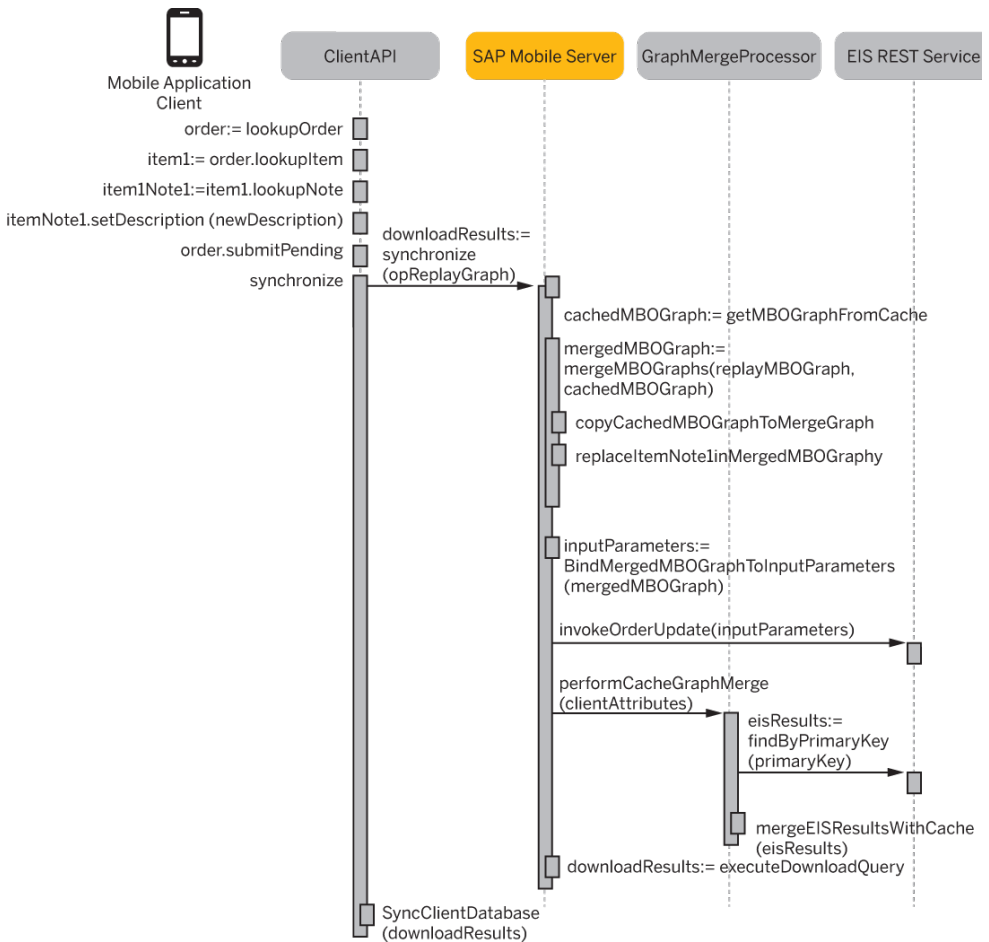 ClientAPI
SAP Mobile Server
GraphMergeProcessor
EIS REST Service
Mobile Application
Client
order:= lookupOrder
item1:= order.lookupItem
item1Note1:=item1.lookupNote
itemNote1.setDescription (newDescription)
order.submitPending
synchronize
downloadResults:=
synchronize
(opReplayGraph)
cachedMBOGraph:= getMBOGraphFromCache
mergedMBOGraph:=
mergeMBOGraphs(replayMBOGraph,
cachedMBOGraph)
copyCachedMBOGraphToMergeGraph
replaceItemNote1inMergedMBOGraphy
inputParameters:=
BindMergedMBOGraphToInputParameters
(mergedMBOGraph)
invokeOrderUpdate(inputParameters)
performCacheGraphMerge
(clientAttributes)
eisResults:=
findByPrimaryKey
(primaryKey)
mergeEISResultsWithCache
(eisResults)
downloadResults:= executeDownloadQuery
SyncClientDatabase
(downloadResults)